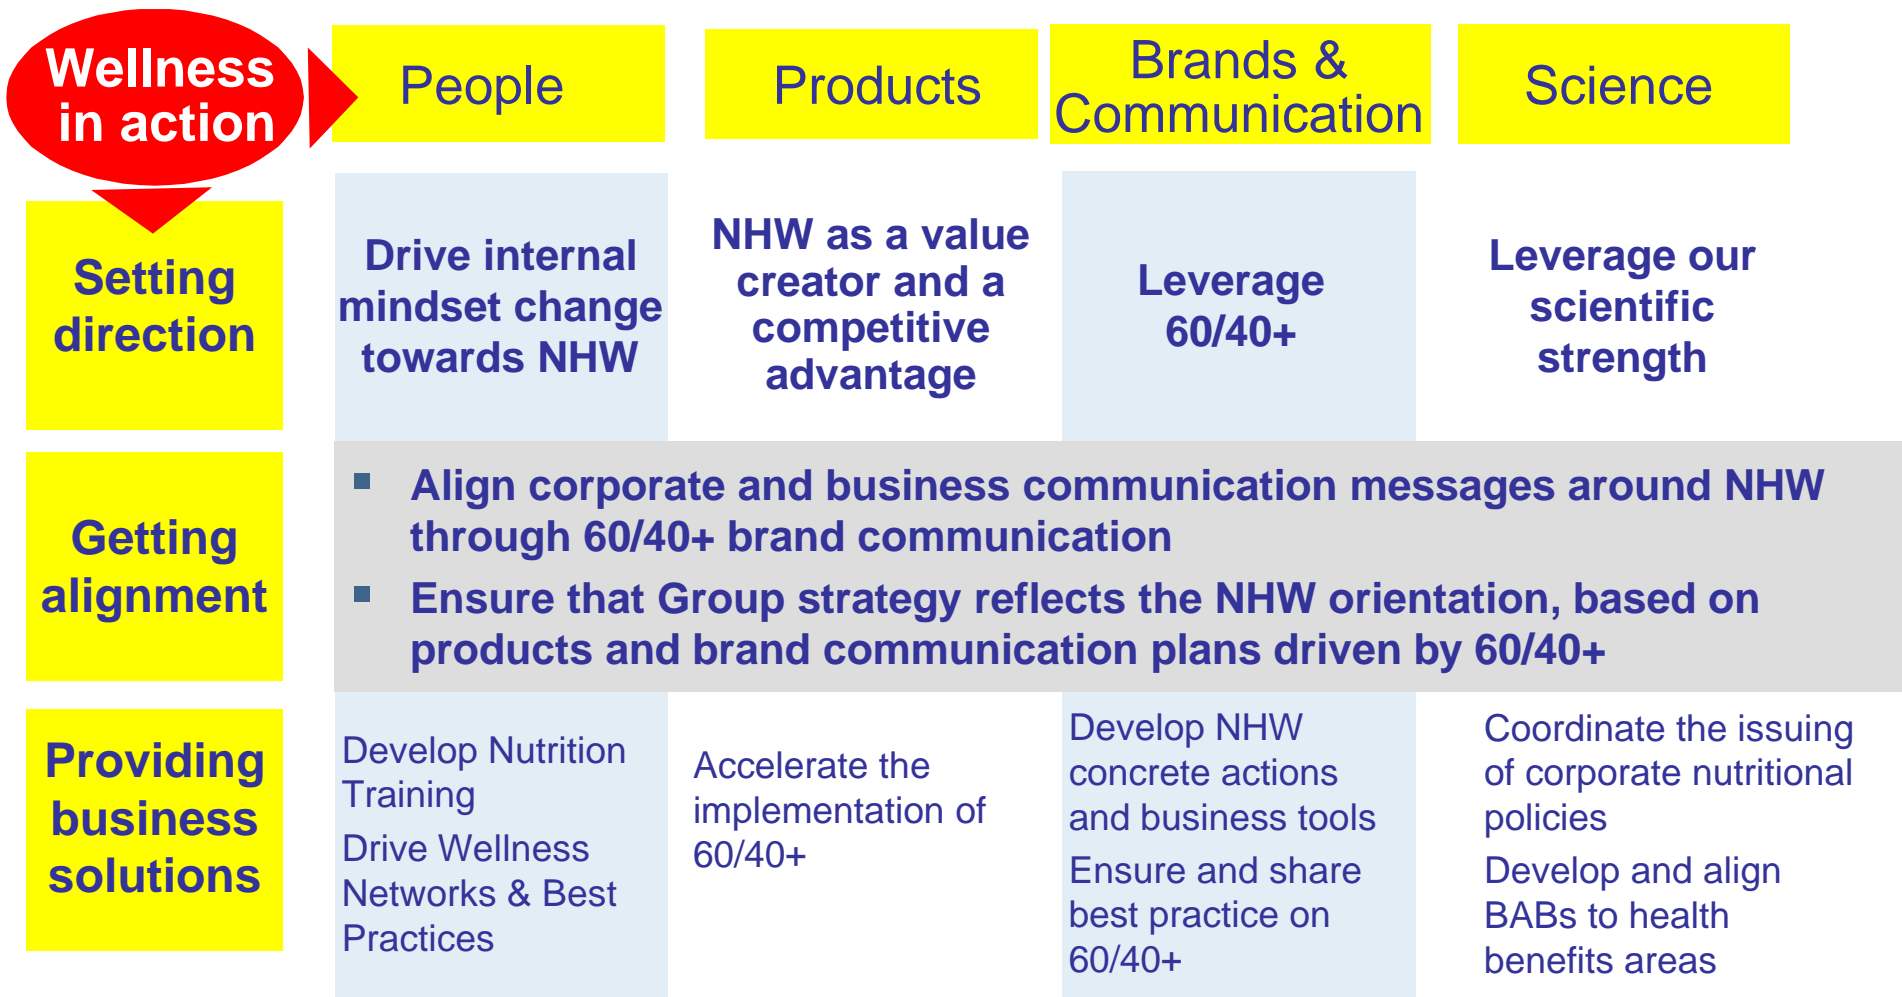 Wellness
in action
People
Products
Brands &
Communication
Science
Setting
direction
Drive internal
mindset change
towards NHW
NHW as a value
creator and a
competitive
advantage
Leverage
60/40+
Leverage our
scientific
strength
Getting
alignment
▪ Align corporate and business communication messages around NHW
through 60/40+ brand communication
▪ Ensure that Group strategy reflects the NHW orientation, based on
products and brand communication plans driven by 60/40+
Providing
business
solutions
Develop Nutrition
Training
Drive Wellness
Networks & Best
Practices
Accelerate the
implementation of
60/40+
Develop NHW
concrete actions
and business tools
Ensure and share
best practice on
60/40+
Coordinate the issuing
of corporate nutritional
policies
Develop and align
BABs to health
benefits areas